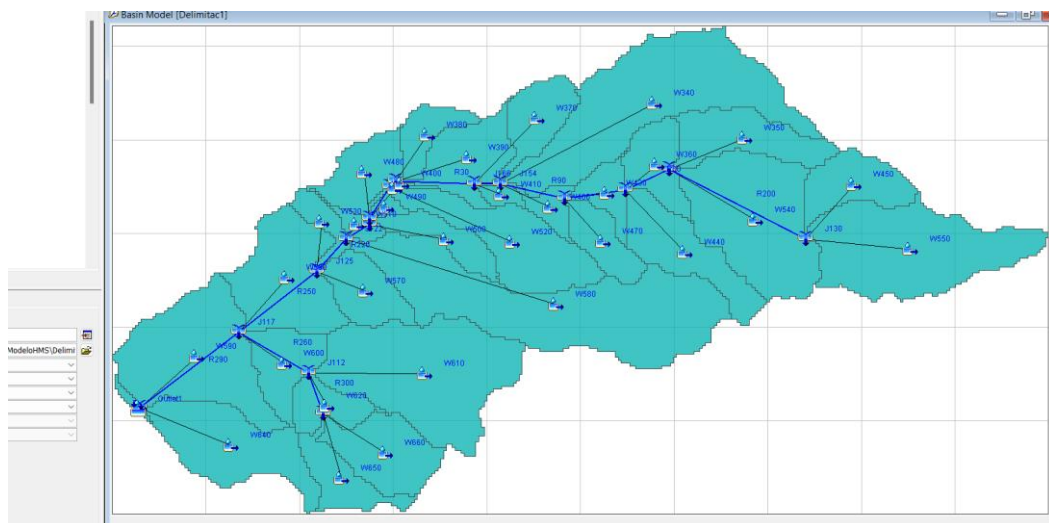 Basin Model [Delimitac1]
W340
W370
W380
W350
W390
W480
W360
W400
R30
J154
W450
W410
R90
W490
R200
W540
J130
W550
W500
W520
W470
W440
J125
R250
W570
W580
J117
ModeloHMS\Delimi
R260
W590
W600
R290
J112
W610
R300
W620
W640
W660
W650